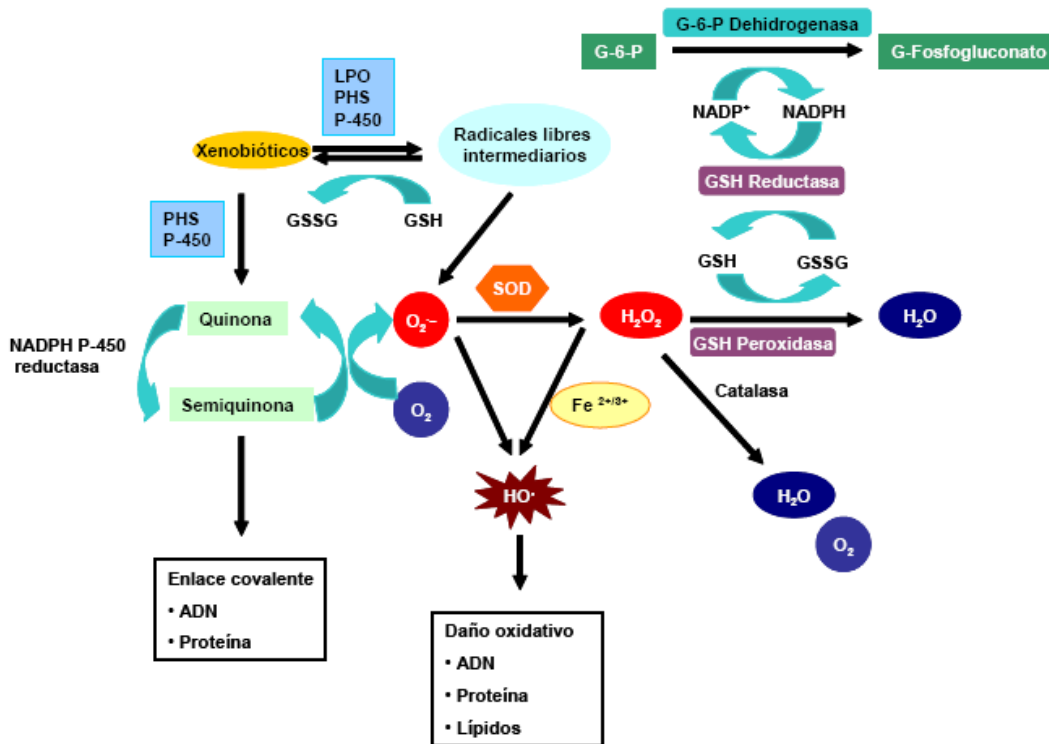 G-6-P Dehidrogenasa
G-6-P
G-Fosfogluconato
LPO
PHS
P-450
NADP⁺
NADPH
Xenobióticos
Radicales libres
intermediarios
GSH Reductasa
GSSG
GSH
PHS
P-450
GSH
GSSG
SOD
Quinona
O₂·–
H₂O₂
H₂O
NADPH P-450
reductasa
GSH Peroxidasa
Semiquinona
O₂
Fe ²⁺/³⁺
Catalasa
HO·
H₂O
O₂
Enlace covalente
• ADN
• Proteína
Daño oxidativo
• ADN
• Proteína
• Lípidos